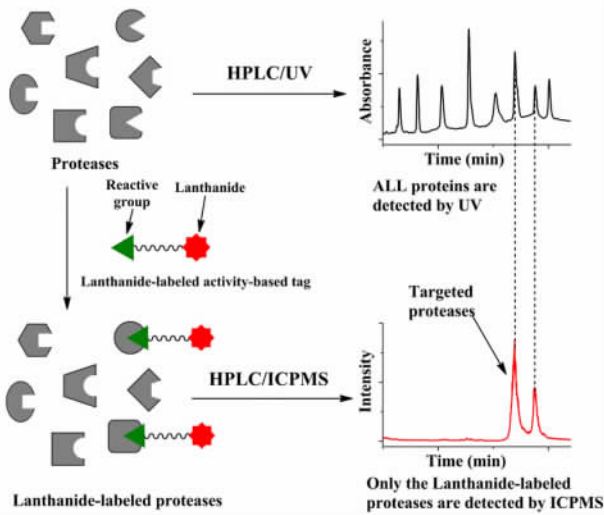 HPLC/UV
Absorbance
Time (min)
Proteases
ALL proteins are
detected by UV
Reactive
group
Lanthanide
Lanthanide-labeled activity-based tag
Targeted
proteases
HPLC/ICPMS
Intensity
Time (min)
Lanthanide-labeled proteases
Only the Lanthanide-labeled
proteases are detected by ICPMS